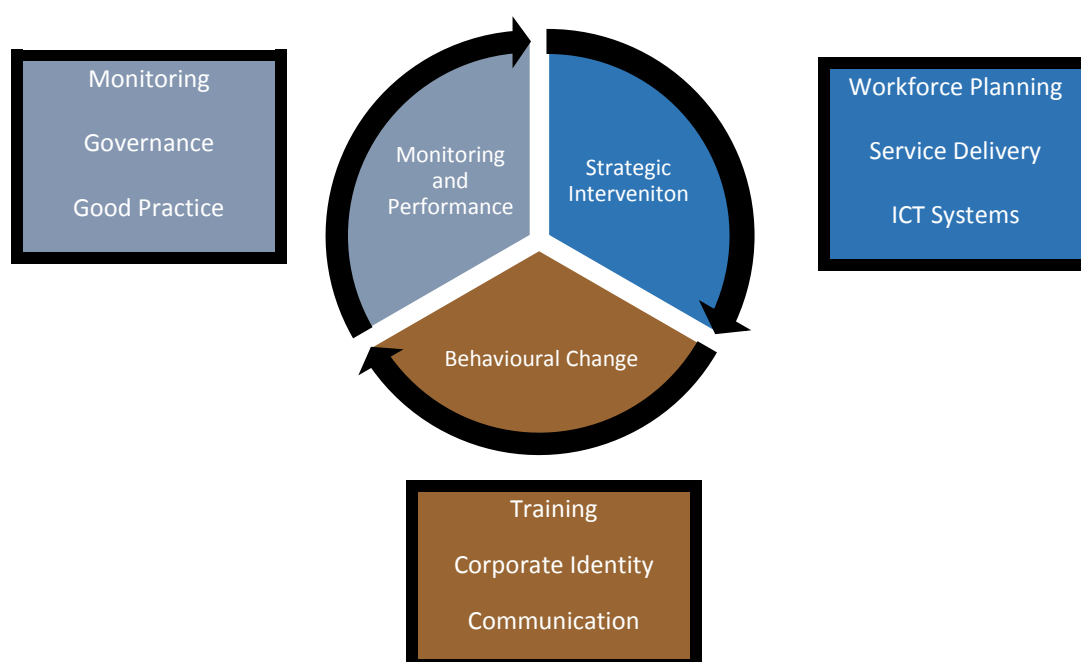 Monitoring
Governance
Good Practice
Monitoring
and
Performance
Strategic
Interveniton
Workforce Planning
Service Delivery
ICT Systems
Behavioural Change
Training
Corporate Identity
Communication